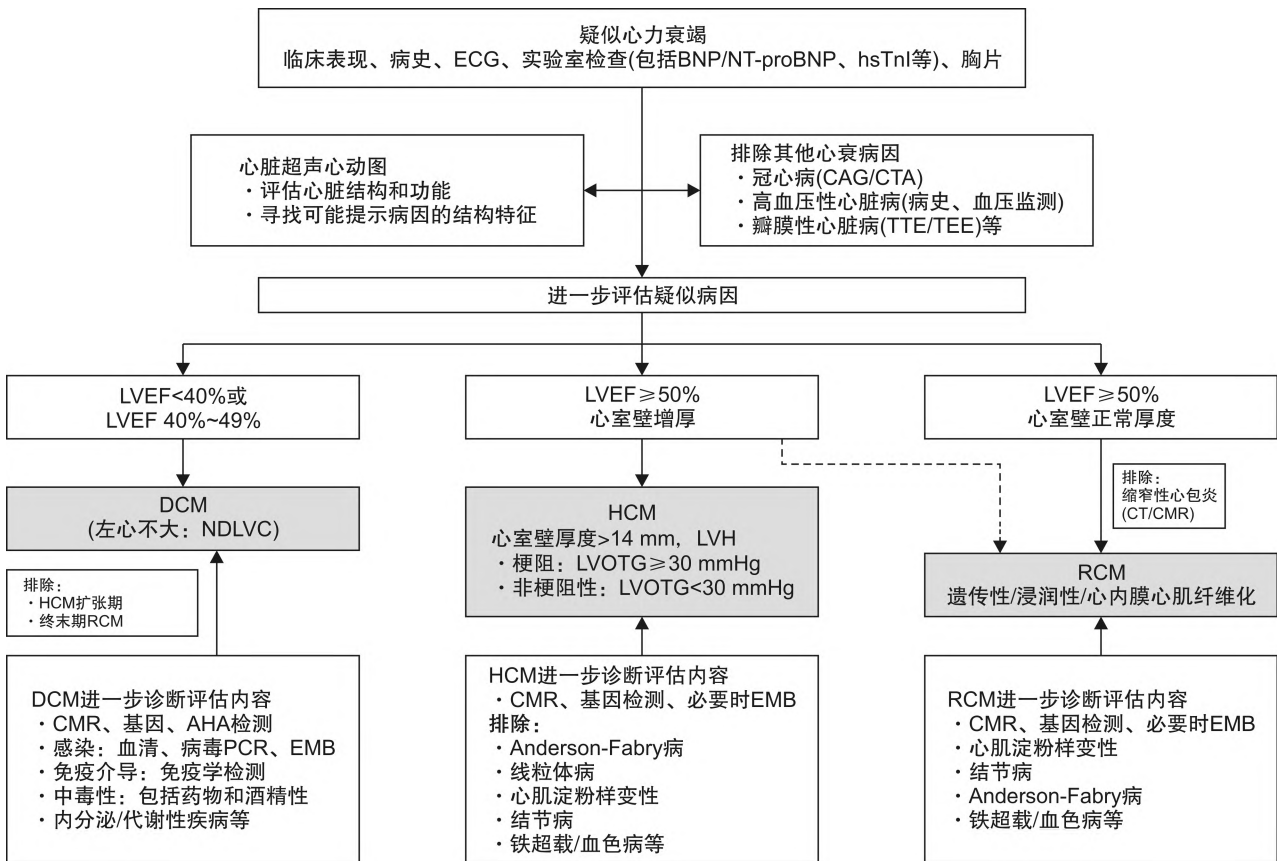 疑似心力衰竭
临床表现、病史、ECG、实验室检查(包括BNP/NT-proBNP、hsTnI等)、胸片
心脏超声心动图
・评估心脏结构和功能
・寻找可能提示病因的结构特征
排除其他心衰病因
・冠心病(CAG/CTA)
・高血压性心脏病(病史、血压监测)
・瓣膜性心脏病(TTE/TEE)等
进一步评估疑似病因
LVEF<40%或
LVEF 40%~49%
LVEF≥50%
心室壁增厚
LVEF≥50%
心室壁正常厚度
DCM
(左心不大：NDLVC)
HCM
心室壁厚度>14 mm，LVH
・梗阻：LVOTG≥30 mmHg
・非梗阻性：LVOTG<30 mmHg
排除：
缩窄性心包炎
(CT/CMR)
RCM
遗传性/浸润性/心内膜心肌纤维化
排除：
・HCM扩张期
・终末期RCM
DCM进一步诊断评估内容
・CMR、基因、AHA检测
・感染：血清、病毒PCR、EMB
・免疫介导：免疫学检测
・中毒性：包括药物和酒精性
・内分泌/代谢性疾病等
HCM进一步诊断评估内容
・CMR、基因检测、必要时EMB
排除：
・Anderson-Fabry病
・线粒体病
・心肌淀粉样变性
・结节病
・铁超载/血色病等
RCM进一步诊断评估内容
・CMR、基因检测、必要时EMB
・心肌淀粉样变性
・结节病
・Anderson-Fabry病
・铁超载/血色病等